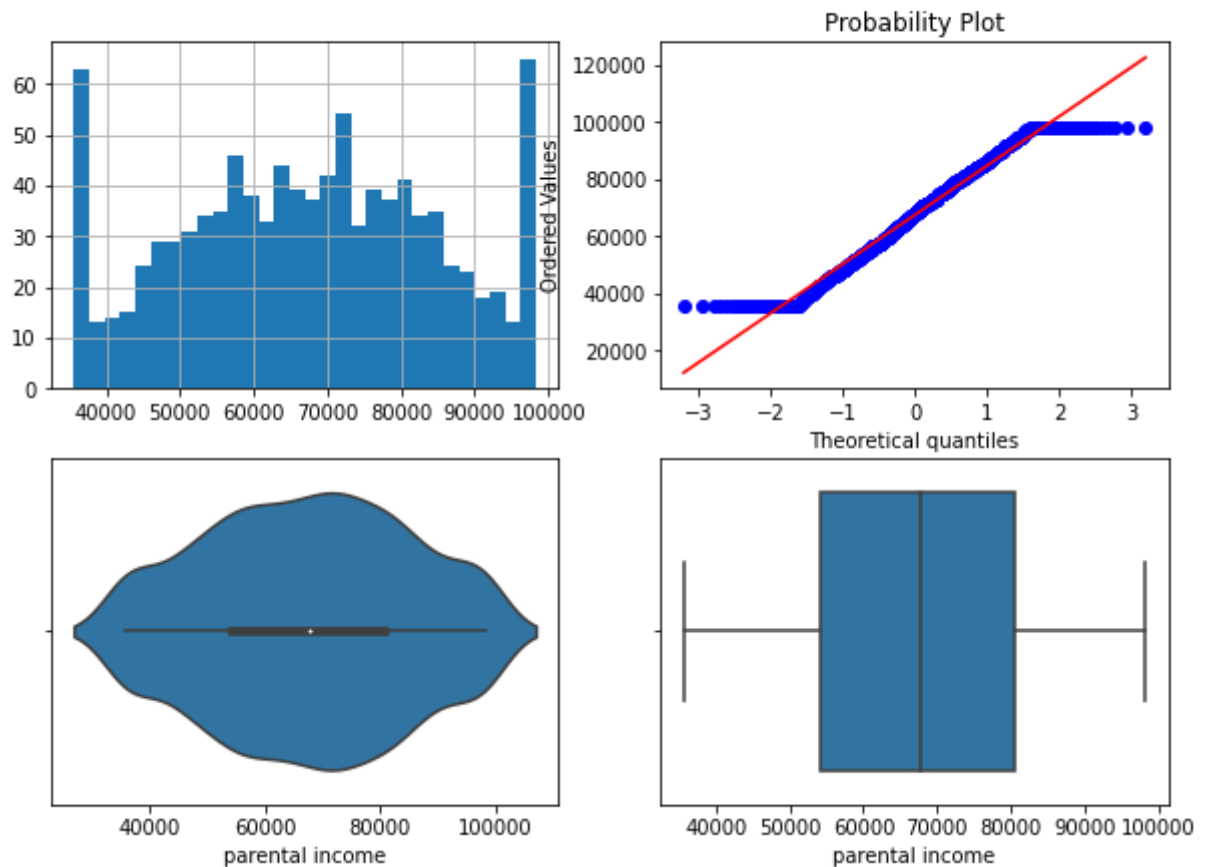 Probability Plot
60
50
40
30
20
10
0
40000 50000 60000 70000 80000 90000 100000
Ordered Values
120000
100000
80000
60000
40000
20000
−3 −2 −1 0 1 2 3
Theoretical quantiles
40000 60000 80000 100000
parental income
40000 50000 60000 70000 80000 90000 100000
parental income